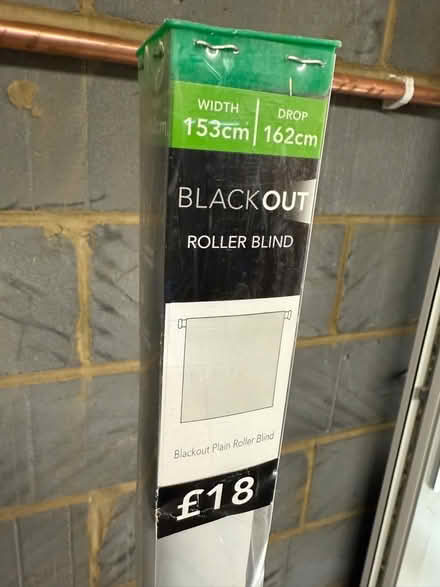 WIDTH DROP
153cm 162cm
BLACKOUT
ROLLER BLIND
Blackout Plain Roller Blind
£18